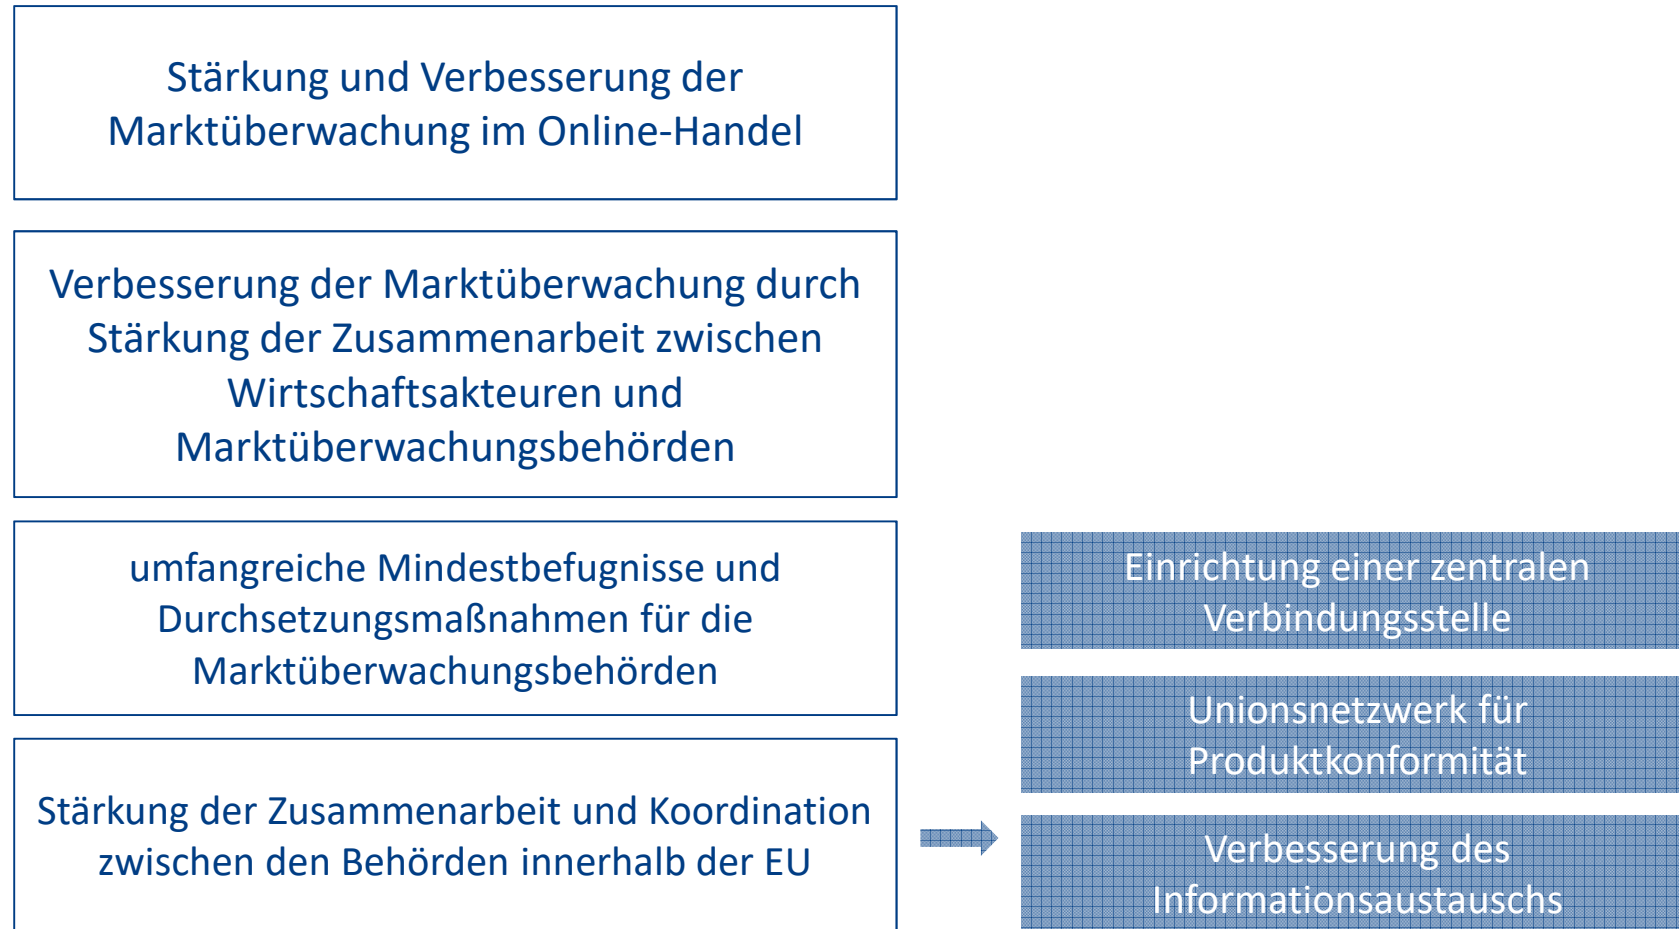 Stärkung und Verbesserung der
Marktüberwachung im Online-Handel
Verbesserung der Marktüberwachung durch
Stärkung der Zusammenarbeit zwischen
Wirtschaftsakteuren und
Marktüberwachungsbehörden
umfangreiche Mindestbefugnisse und
Durchsetzungsmaßnahmen für die
Marktüberwachungsbehörden
Stärkung der Zusammenarbeit und Koordination
zwischen den Behörden innerhalb der EU
Einrichtung einer zentralen
Verbindungsstelle
Unionsnetzwerk für
Produktkonformität
Verbesserung des
Informationsaustauschs